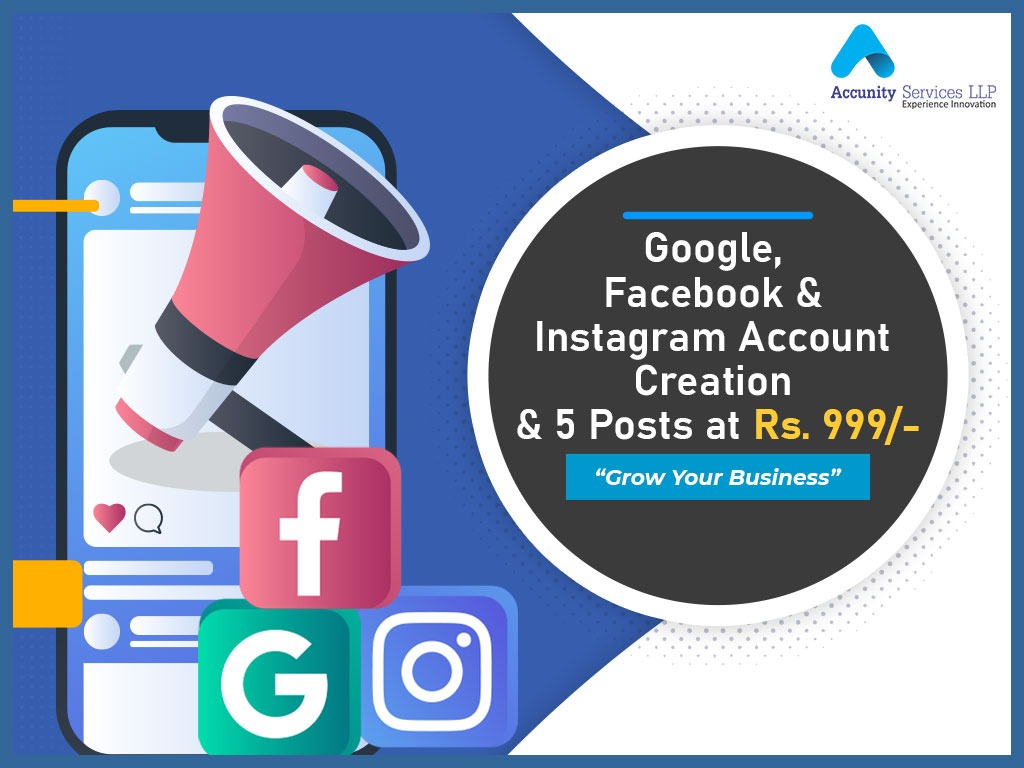 Accunity Services LLP
Experience Innovation
Google,
Facebook &
Instagram Account
Creation
& 5 Posts at Rs. 999/-
“Grow Your Business”
f
G